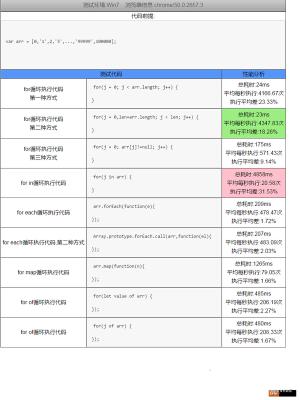 测试环境 Win7 浏览器信息 chrome/50.0.2657.3
代码前提
var arr = [0,'1',2,'3',...,'99999',100000];
测试代码
性能分析
for循环执行代码
第一种方式
for(j = 0; j < arr.length; j++) {
}
总耗时:24ms
平均每秒执行:4166.67次
执行平均差:23.33%
for循环执行代码
第二种方式
for(j = 0,len=arr.length; j < len; j++) {
}
总耗时:23ms
平均每秒执行:4347.83次
执行平均差:18.26%
for循环执行代码
第三种方式
for(j = 0; arr[j]!=null; j++) {
}
总耗时:175ms
平均每秒执行:571.43次
执行平均差:9.14%
for in循环执行代码
for(j in arr) {
}
总耗时:4858ms
平均每秒执行:20.58次
执行平均差:31.53%
for each循环执行代码
arr.forEach(function(e){
});
总耗时:209ms
平均每秒执行:478.47次
执行平均差:1.72%
for each循环执行代码 第二种方式
Array.prototype.forEach.call(arr,function(el){
});
总耗时:207ms
平均每秒执行:483.09次
执行平均差:2.03%
for map循环执行代码
arr.map(function(n){
});
总耗时:1265ms
平均每秒执行:79.05次
执行平均差:1.66%
for of循环执行代码
for(let value of arr) {
});
总耗时:485ms
平均每秒执行:206.19次
执行平均差:2.27%
for of循环执行代码
for(j of arr) {
});
总耗时:480ms
平均每秒执行:208.33次
执行平均差:1.67%